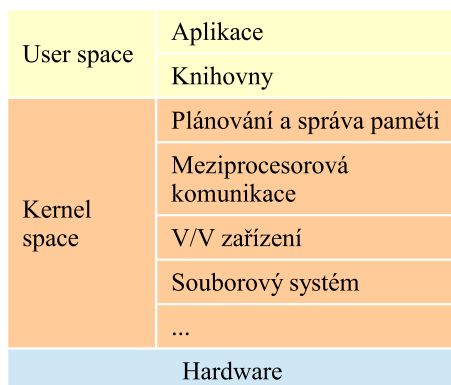 User space
Aplikace
Knihovny
Kernel
space
Plánování a správa paměti
Meziprocesorová
komunikace
V/V zařízení
Souborový systém
...
Hardware